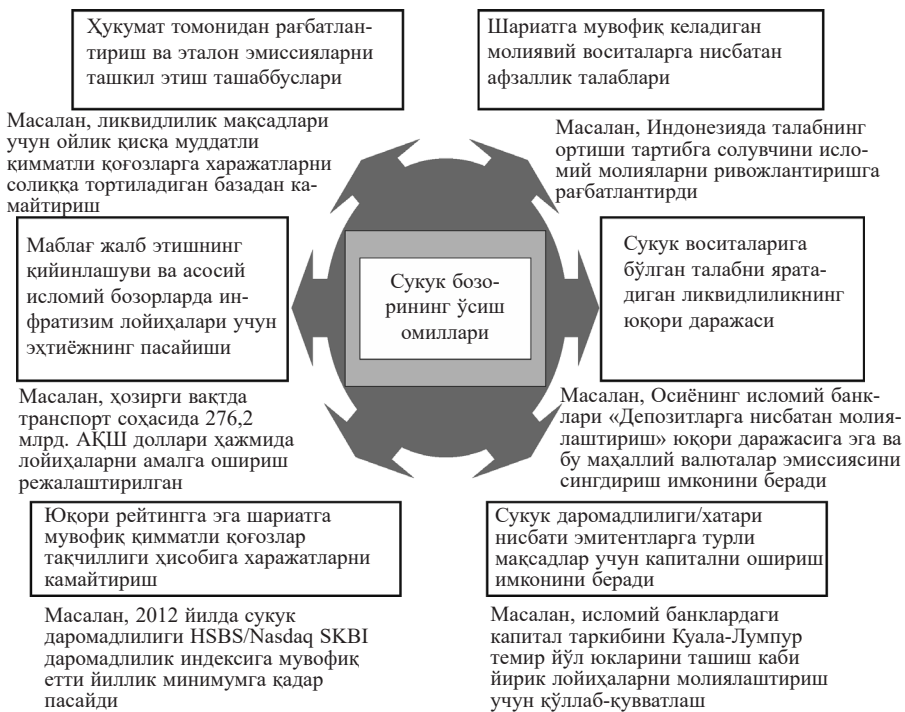 Ҳукумат томонидан рағбатлан-
тириш ва эталон эмиссияларни
ташкил этиш ташаббуслари
Масалан, ликвидлилик мақсадлари
учун ойлик қисқа муддатли
қимматли қоғозларга харажатларни
солиққа тортиладиган базадан ка-
майтириш
Шариатга мувофиқ келадиган
молиявий воситаларга нисбатан
афзаллик талаблари
Масалан, Индонезияда талабнинг
ортиши тартибга солувчини исло-
мий молияларни ривожлантиришга
рағбатлантирди
Маблағ жалб этишнинг
қийинлашуви ва асосий
исломий бозорларда ин-
фратизим лойиҳалари учун
эҳтиёжнинг пасайиши
Масалан, ҳозирги вақтда
транспорт соҳасида 276,2
млрд. АҚШ доллари ҳажмида
лойиҳаларни амалга ошириш
режалаштирилган
Сукук бозо-
рининг ўсиш
омиллари
Сукук воситаларига
бўлган талабни ярата-
диган ликвидлиликнинг
юқори даражаси
Масалан, Осиёнинг исломий банк-
лари «Депозитларга нисбатан молия-
лаштириш» юқори даражасига эга ва
бу маҳаллий валюталар эмиссиясини
сингдириш имконини беради
Юқори рейтингга эга шариатга
мувофиқ қимматли қоғозлар
тақчиллиги ҳисобига харажатларни
камайтириш
Масалан, 2012 йилда сукук
даромадлилиги HSBS/Nasdaq SKBI
даромадлилик индексига мувофиқ
етти йиллик минимумга қадар
пасайди
Сукук даромадлилиги/хатари
нисбати эмитентларга турли
мақсадлар учун капитални ошириш
имконини беради
Масалан, исломий банклардаги
капитал таркибини Куала-Лумпур
темир йўл юкларини ташиш каби
йирик лойиҳаларни молиялаштириш
учун қўллаб-қувватлаш